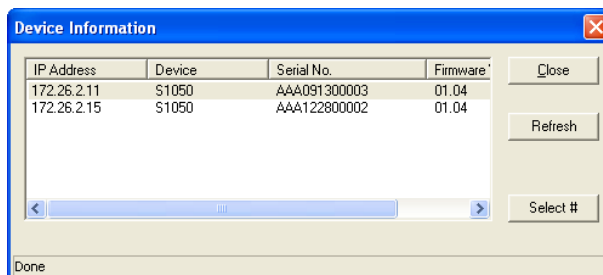 Device Information
IP Address Device Serial No. Firmware
172.26.2.11 S1050 AAA091300003 01.04
172.26.2.15 S1050 AAA122800002 01.04
Close
Refresh
Select #
Done